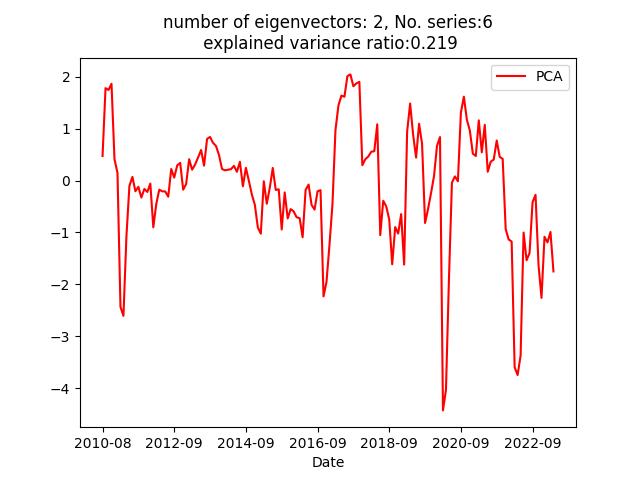 number of eigenvectors: 2, No. series:6
explained variance ratio:0.219
PCA
2
1
0
−1
−2
−3
−4
2010-08 2012-09 2014-09 2016-09 2018-09 2020-09 2022-09
Date